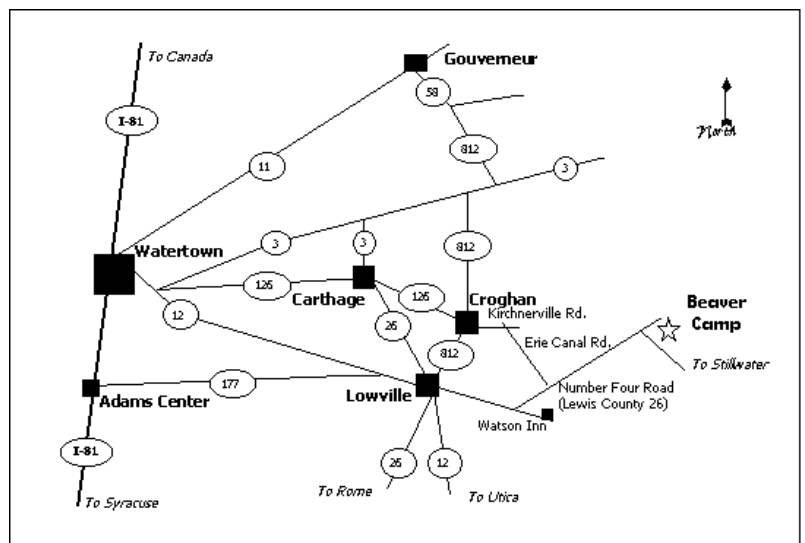 To Canada
Gouverneur
58
I-81
North
812
11
3
Watertown
3
3
812
126
Carthage
126
Croghan
Beaver
Camp
Kirchnerville Rd.
12
26
Erie Canal Rd.
812
To Stillwater
177
Number Four Road
(Lewis County 26)
Adams Center
Lowville
Watson Inn
I-81
26
12
To Rome
To Utica
To Syracuse